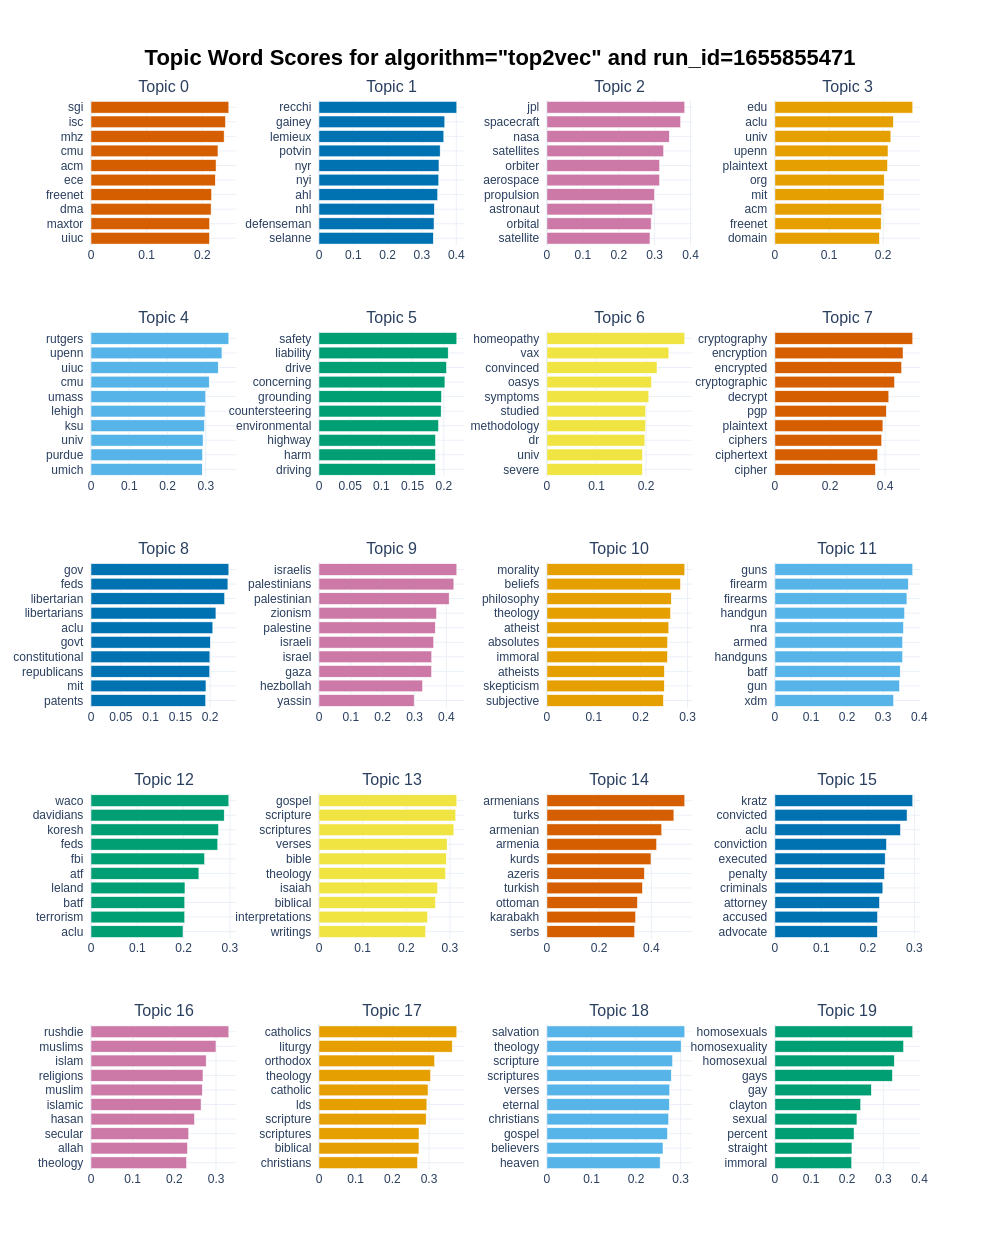 Topic Word Scores for algorithm="top2vec" and run_id=1655855471
Topic 0
sgi
isc
mhz
cmu
acm
ece
freenet
dma
maxtor
uiuc
0 0.1 0.2
Topic 1
recchi
gainey
lemieux
potvin
nyr
nyi
ahl
nhl
defenseman
selanne
0 0.1 0.2 0.3 0.4
Topic 2
jpl
spacecraft
nasa
satellites
orbiter
aerospace
propulsion
astronaut
orbital
satellite
0 0.1 0.2 0.3 0.4
Topic 3
edu
aclu
univ
upenn
plaintext
org
mit
acm
freenet
domain
0 0.1 0.2
Topic 4
rutgers
upenn
uiuc
cmu
umass
lehigh
ksu
univ
purdue
umich
0 0.1 0.2 0.3
Topic 5
safety
liability
drive
concerning
grounding
countersteering
environmental
highway
harm
driving
0 0.05 0.1 0.15 0.2
Topic 6
homeopathy
vax
convinced
oasys
symptoms
studied
methodology
dr
univ
severe
0 0.1 0.2
Topic 7
cryptography
encryption
encrypted
cryptographic
decrypt
pgp
plaintext
ciphers
ciphertext
cipher
0 0.2 0.4
Topic 8
gov
feds
libertarian
libertarians
aclu
govt
constitutional
republicans
mit
patents
0 0.05 0.1 0.15 0.2
Topic 9
israelis
palestinians
palestinian
zionism
palestine
israeli
israel
gaza
hezbollah
yassin
0 0.1 0.2 0.3 0.4
Topic 10
morality
beliefs
philosophy
theology
atheist
absolutes
immoral
atheists
skepticism
subjective
0 0.1 0.2 0.3
Topic 11
guns
firearm
firearms
handgun
nra
armed
handguns
batf
gun
xdm
0 0.1 0.2 0.3 0.4
Topic 12
waco
davidians
koresh
feds
fbi
atf
leland
batf
terrorism
aclu
0 0.1 0.2 0.3
Topic 13
gospel
scripture
scriptures
verses
bible
theology
isaiah
biblical
interpretations
writings
0 0.1 0.2 0.3
Topic 14
armenians
turks
armenian
armenia
kurds
azeris
turkish
ottoman
karabakh
serbs
0 0.2 0.4
Topic 15
kratz
convicted
aclu
conviction
executed
penalty
criminals
attorney
accused
advocate
0 0.1 0.2 0.3
Topic 16
rushdie
muslims
islam
religions
muslim
islamic
hasan
secular
allah
theology
0 0.1 0.2 0.3
Topic 17
catholics
liturgy
orthodox
theology
catholic
lds
scripture
scriptures
biblical
christians
0 0.1 0.2 0.3
Topic 18
salvation
theology
scripture
scriptures
verses
eternal
christians
gospel
believers
heaven
0 0.1 0.2 0.3
Topic 19
homosexuals
homosexuality
homosexual
gays
gay
clayton
sexual
percent
straight
immoral
0 0.1 0.2 0.3 0.4